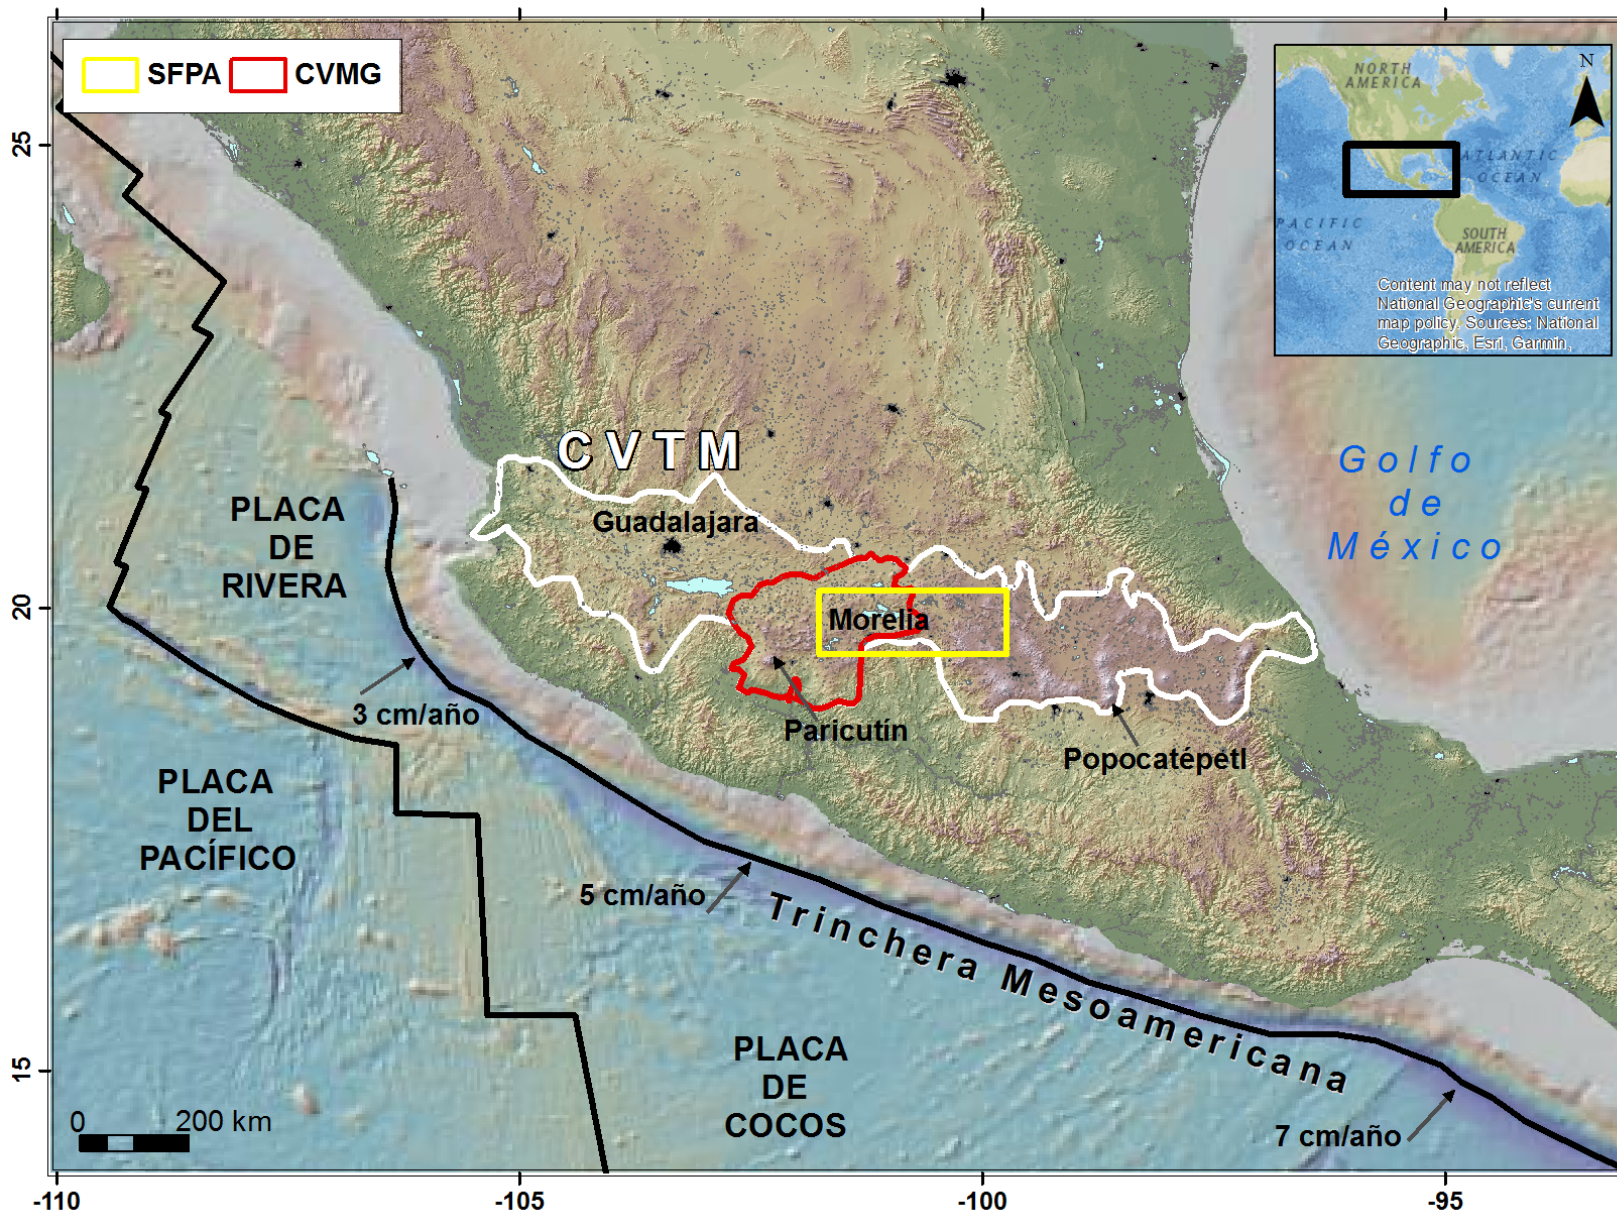 SFPA
CVMG
NORTH
AMERICA
N
ATLANTIC
OCEAN
PACIFIC
OCEAN
SOUTH
AMERICA
Content may not reflect
National Geographic's current
map policy. Sources: National
Geographic, Esri, Garmin,
25
20
15
CVTM
Guadalajara
Golfo
de
México
PLACA
DE
RIVERA
Morelia
3 cm/año
Paricutín
Popocatépetl
PLACA
DEL
PACÍFICO
5 cm/año
Trinchera Mesoamericana
PLACA
DE
COCOS
7 cm/año
0 200 km
-110 -105 -100 -95